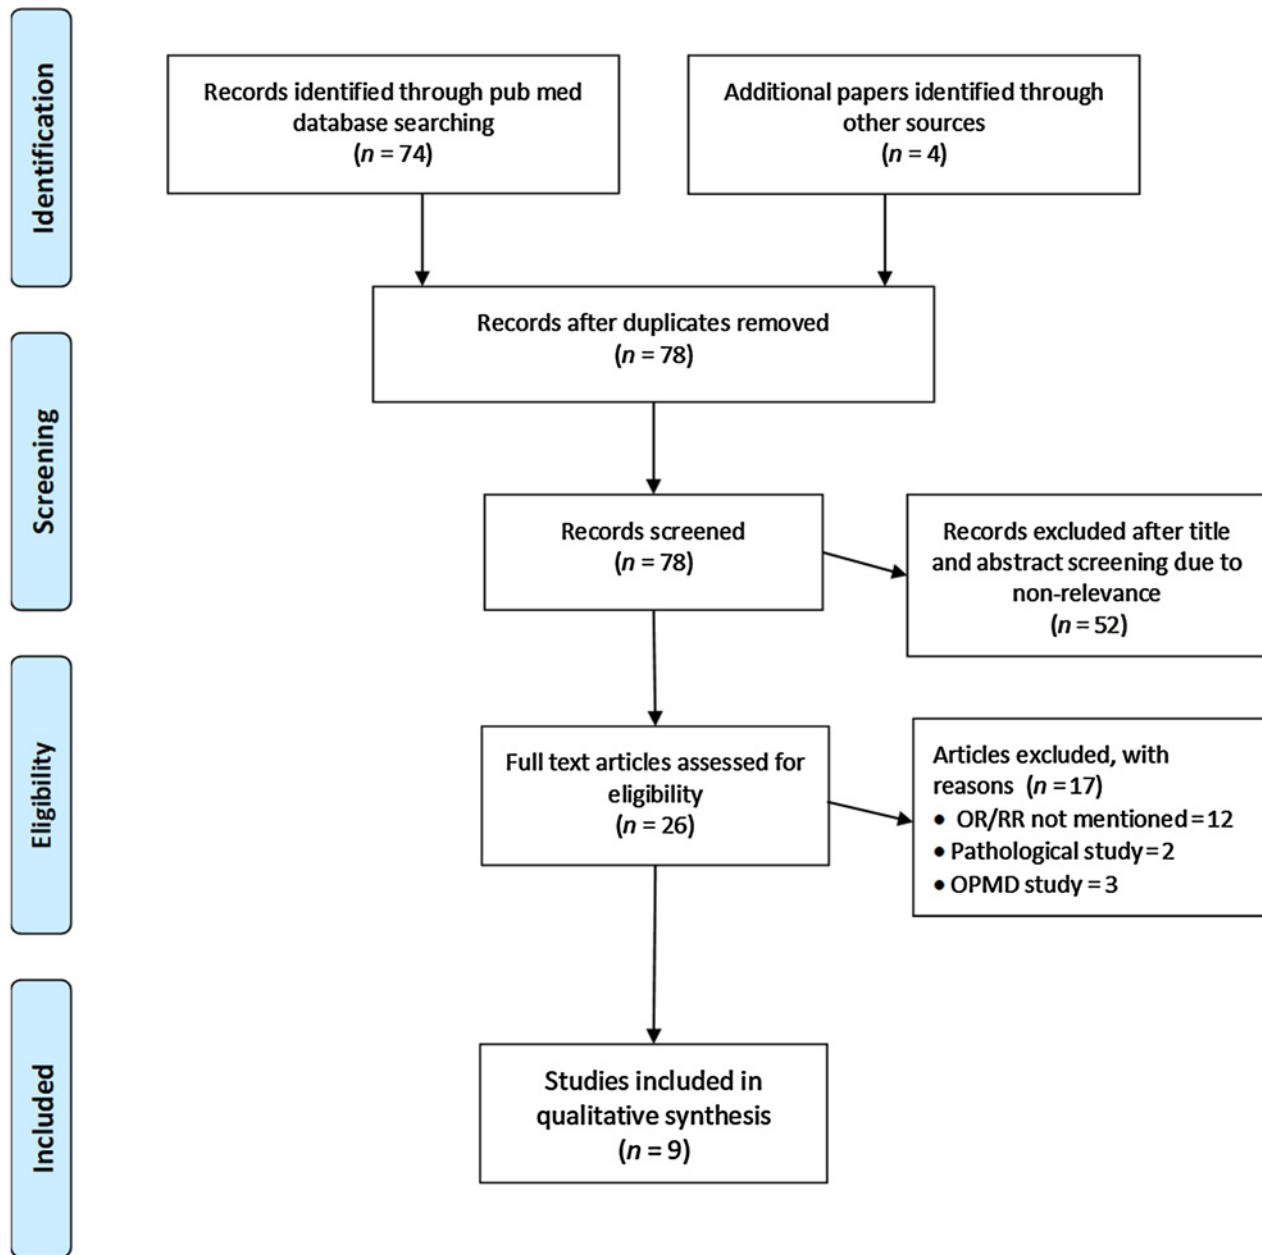 Identification
Records identified through pub med
database searching
(n = 74)
Additional papers identified through
other sources
(n = 4)
Records after duplicates removed
(n = 78)
Screening
Records screened
(n = 78)
Records excluded after title
and abstract screening due to
non-relevance
(n = 52)
Eligibility
Full text articles assessed for
eligibility
(n = 26)
Articles excluded, with
reasons (n = 17)
• OR/RR not mentioned = 12
• Pathological study = 2
• OPMD study = 3
Included
Studies included in
qualitative synthesis
(n = 9)